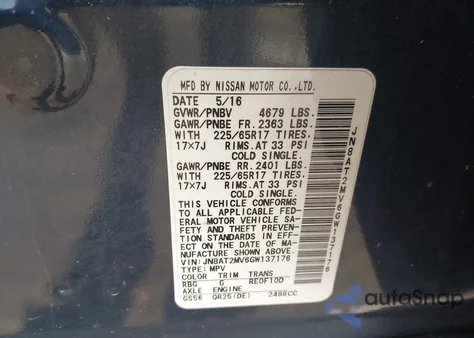 MFD BY NISSAN MOTOR CO.,LTD.
DATE 5/16
GVWR/PNBV 4679 LBS.
GAWR/PNBE FR. 2363 LBS.
WITH 225/65R17 TIRES,
17×7J RIMS. AT 33 PSI
COLD SINGLE.
GAWR/PNBE RR. 2401 LBS.
WITH 225/65R17 TIRES,
17×7J RIMS. AT 33 PSI
COLD SINGLE.
THIS VEHICLE CONFORMS
TO ALL APPLICABLE FED-
ERAL MOTOR VEHICLE SA-
FETY AND THEFT
PREVENTION STANDARDS IN EFF-
ECT ON THE DATE OF MA-
NUFACTURE SHOWN ABOVE.
VIN: JN8AT2MV6GW137176
TYPE: MPV
COLOR TRIM TRANS
RBG G RE0F10D
AXLE ENGINE
GS56 QR25(DE) 2488CC
JN8AT2MV6GW137176
autoSnap